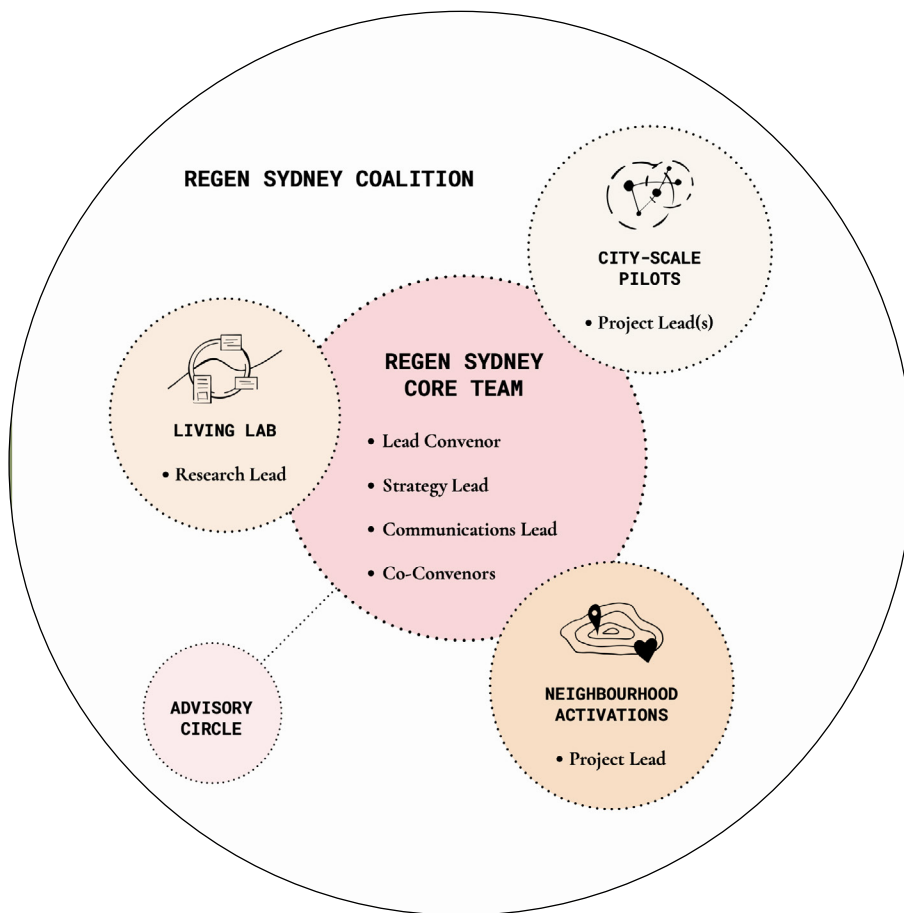 REGEN SYDNEY COALITION
CITY-SCALE
PILOTS
• Project Lead(s)
REGEN SYDNEY
CORE TEAM
• Lead Convenor
• Strategy Lead
• Communications Lead
• Co-Convenors
LIVING LAB
• Research Lead
NEIGHBOURHOOD
ACTIVATIONS
• Project Lead
ADVISORY
CIRCLE